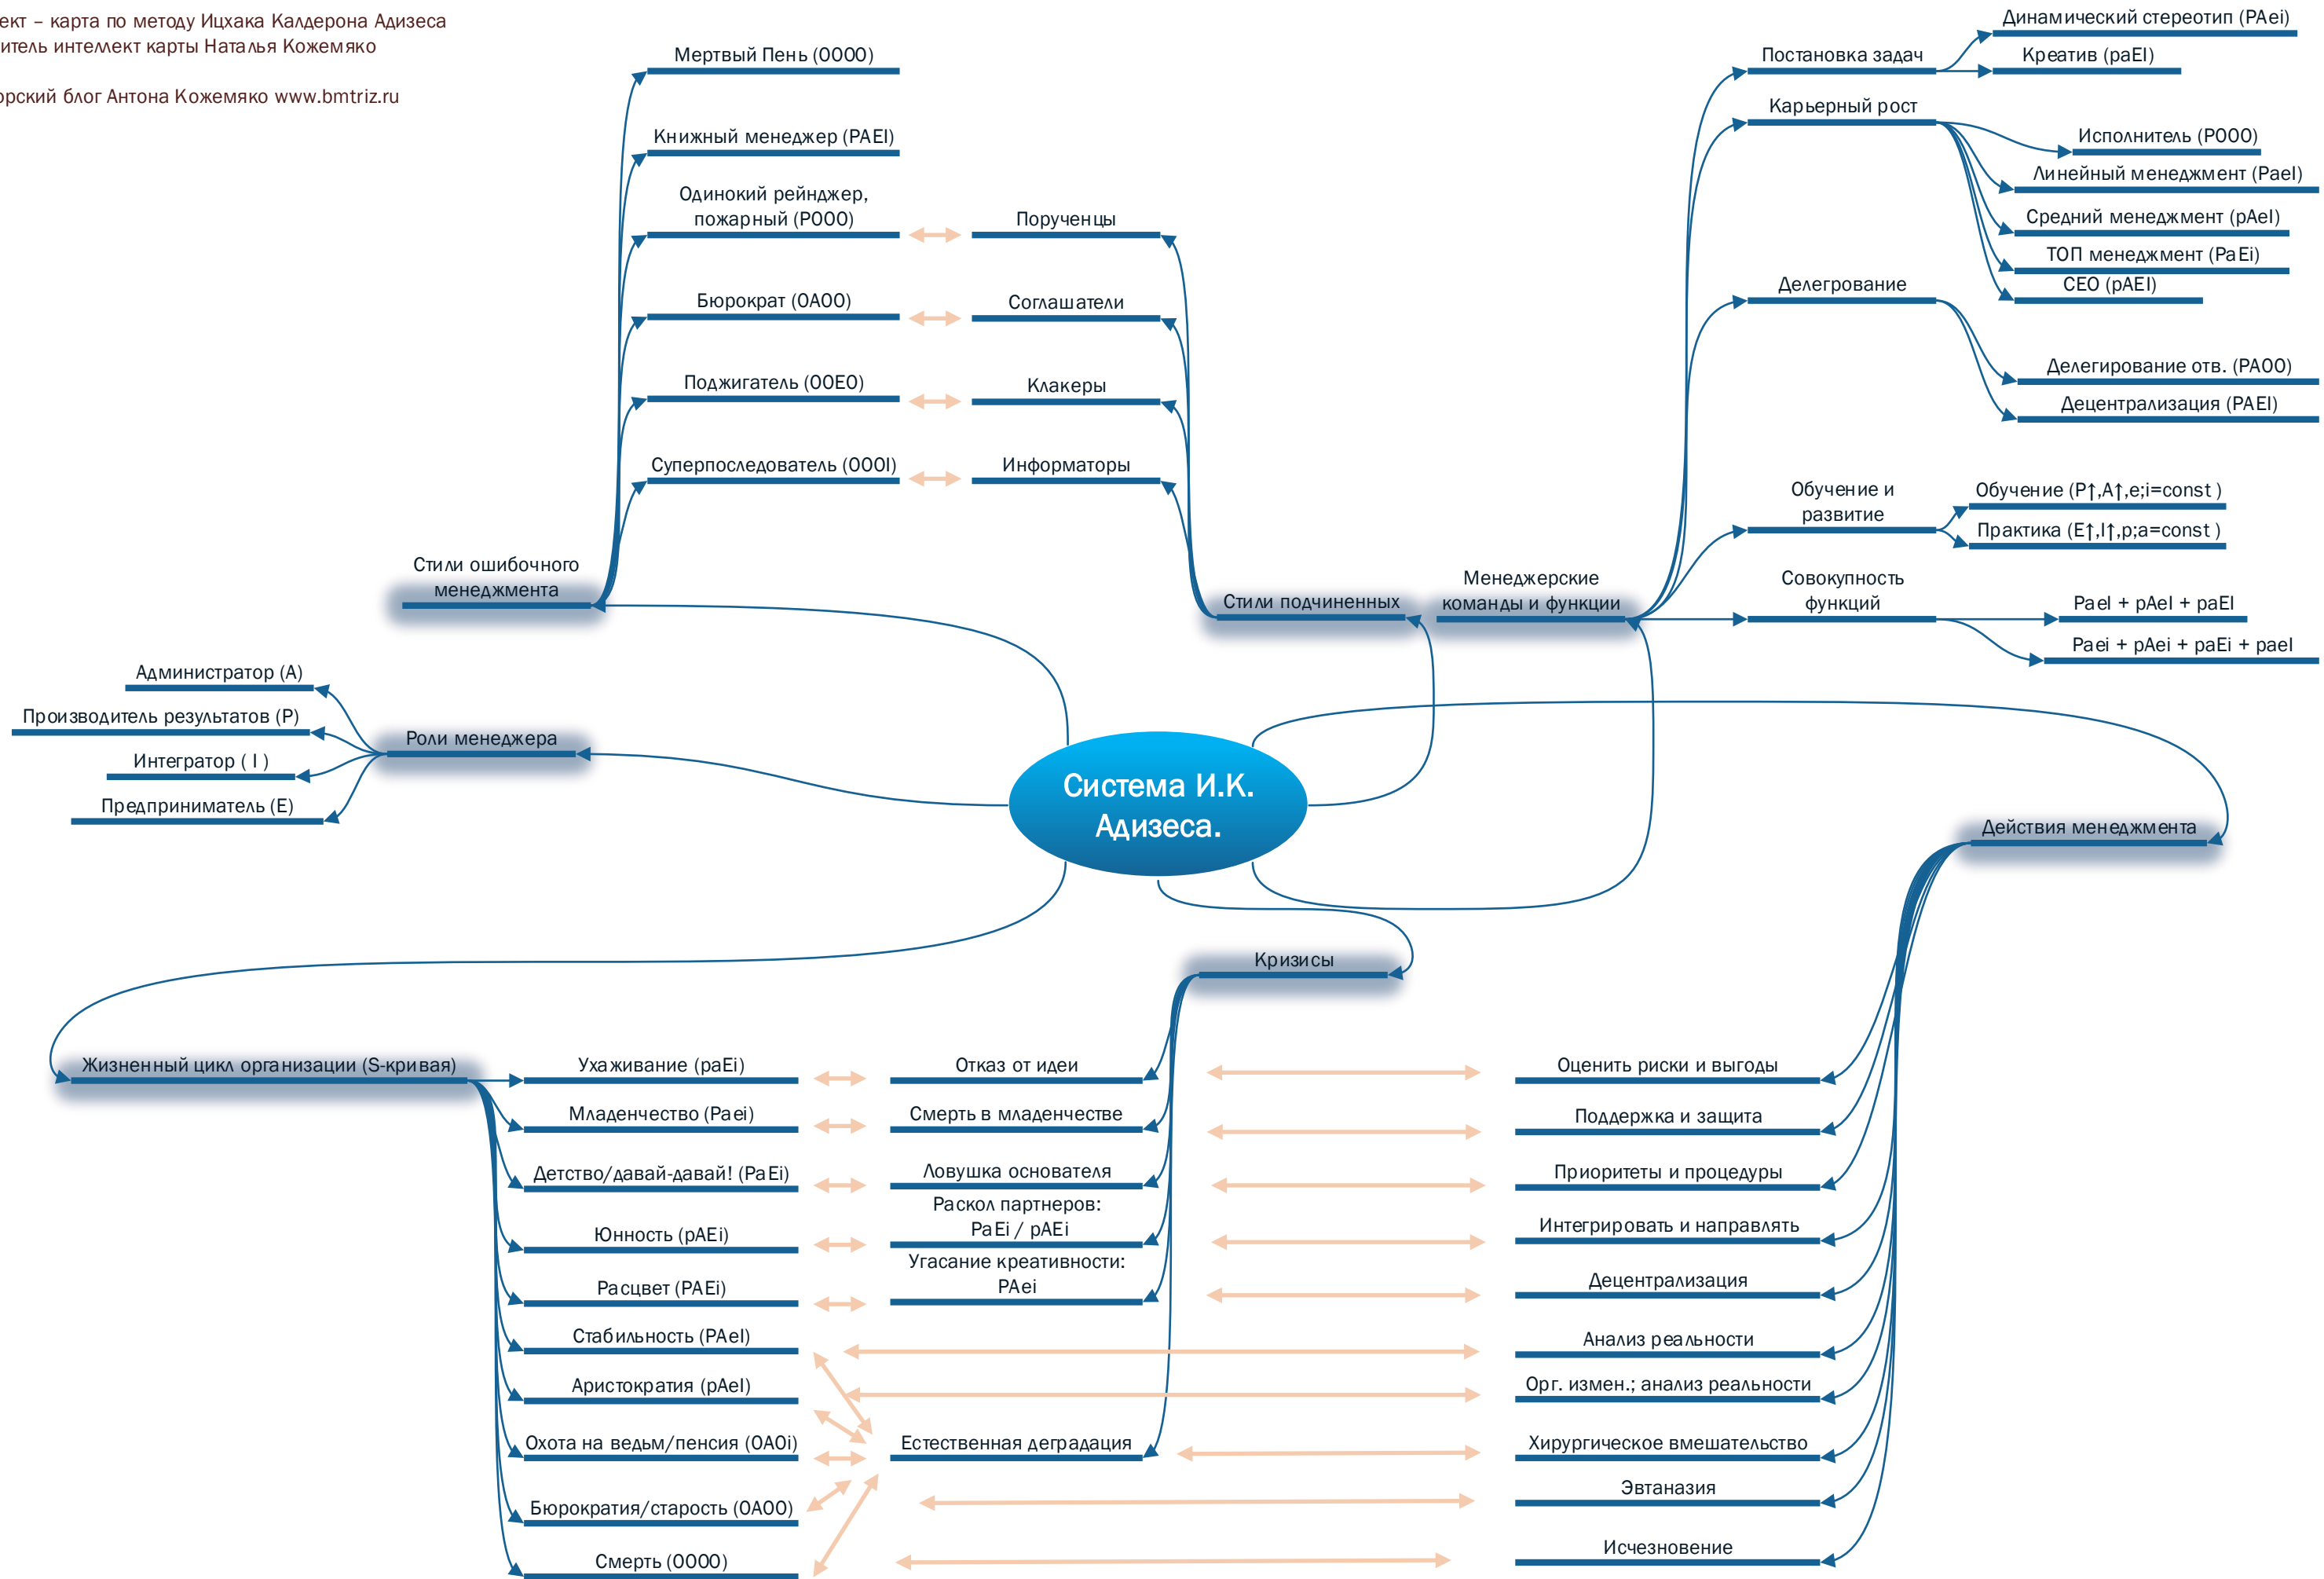 ект – карта по методу Ицхака Калдерона Адизеса
итель интеллект карты Наталья Кожемяко
орский блог Антона Кожемяко www.bmtriz.ru
Мертвый Пень (0000)
Книжный менеджер (PAEI)
Одинокий рейнджер,
пожарный (P000)
Бюрократ (0A00)
Поджигатель (00E0)
Суперпоследователь (000I)
Стили ошибочного
менеджмента
Порученцы
Соглашатели
Клакеры
Информаторы
Стили подчиненных
Менеджерские
команды и функции
Постановка задач
Динамический стереотип (PAei)
Креатив (paEI)
Карьерный рост
Исполнитель (P000)
Линейный менеджмент (PaeI)
Средний менеджмент (pAeI)
ТОП менеджмент (PaEi)
CEO (pAEI)
Делегрование
Делегирование отв. (PA00)
Децентрализация (PAEI)
Обучение и
развитие
Обучение (P↑,A↑,e;i=const )
Практика (E↑,I↑,p;a=const )
Совокупность
функций
PaeI + pAeI + paEI
Paei + pAei + paEi + paeI
Администратор (A)
Производитель результатов (P)
Интегратор ( I )
Предприниматель (E)
Роли менеджера
Система И.К.
Адизеса.
Действия менеджмента
Кризисы
Жизненный цикл организации (S-кривая)
Ухаживание (paEi)
Младенчество (Paei)
Детство/давай-давай! (PaEi)
Юнность (pAEi)
Расцвет (PAEi)
Стабильность (PAeI)
Аристократия (pAeI)
Охота на ведьм/пенсия (0A0i)
Бюрократия/старость (0A00)
Смерть (0000)
Отказ от идеи
Смерть в младенчестве
Ловушка основателя
Раскол партнеров:
PaEi / pAEi
Угасание креативности:
PAei
Естественная деградация
Оценить риски и выгоды
Поддержка и защита
Приоритеты и процедуры
Интегрировать и направлять
Децентрализация
Анализ реальности
Орг. измен.; анализ реальности
Хирургическое вмешательство
Эвтаназия
Исчезновение